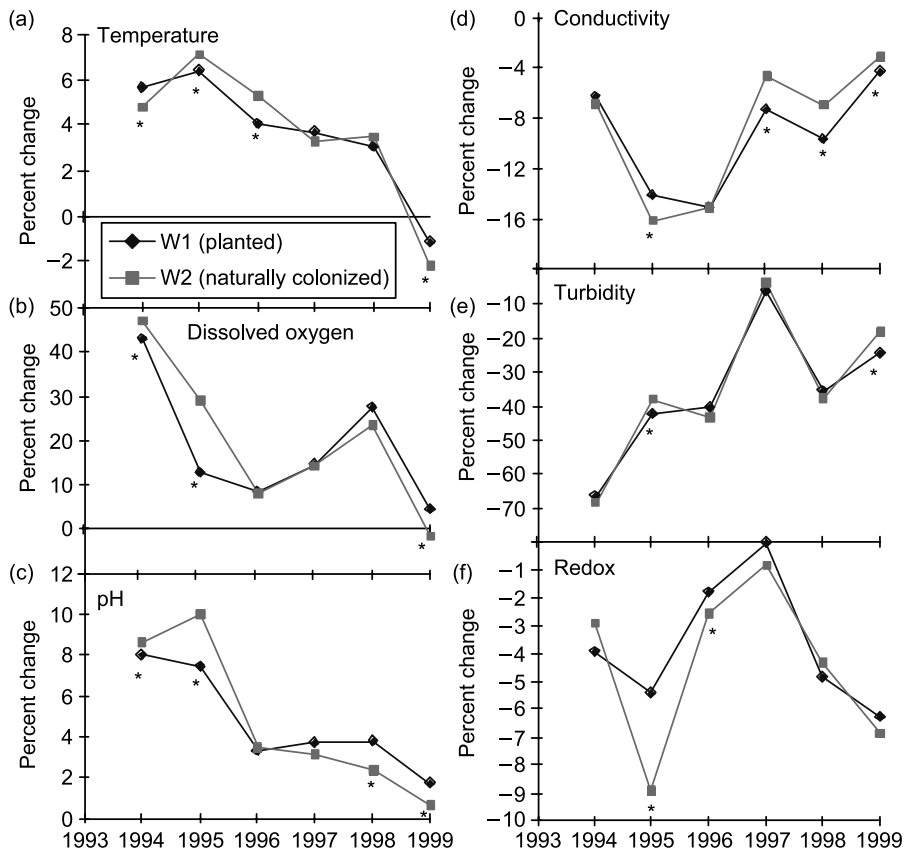 (a)
Temperature
Percent change
8
6
4
2
0
−2
W1 (planted)
W2 (naturally colonized)
*
*
*
*
(b)
Dissolved oxygen
Percent change
50
40
30
20
10
0
*
*
*
(c)
pH
Percent change
12
10
8
6
4
2
0
*
*
*
*
1993 1994 1995 1996 1997 1998 1999
(d)
Conductivity
Percent change
0
−4
−8
−12
−16
*
*
*
*
(e)
Turbidity
Percent change
−10
−20
−30
−40
−50
−60
−70
*
*
(f)
Redox
Percent change
−1
−2
−3
−4
−5
−6
−7
−8
−9
−10
*
*
1993 1994 1995 1996 1997 1998 1999